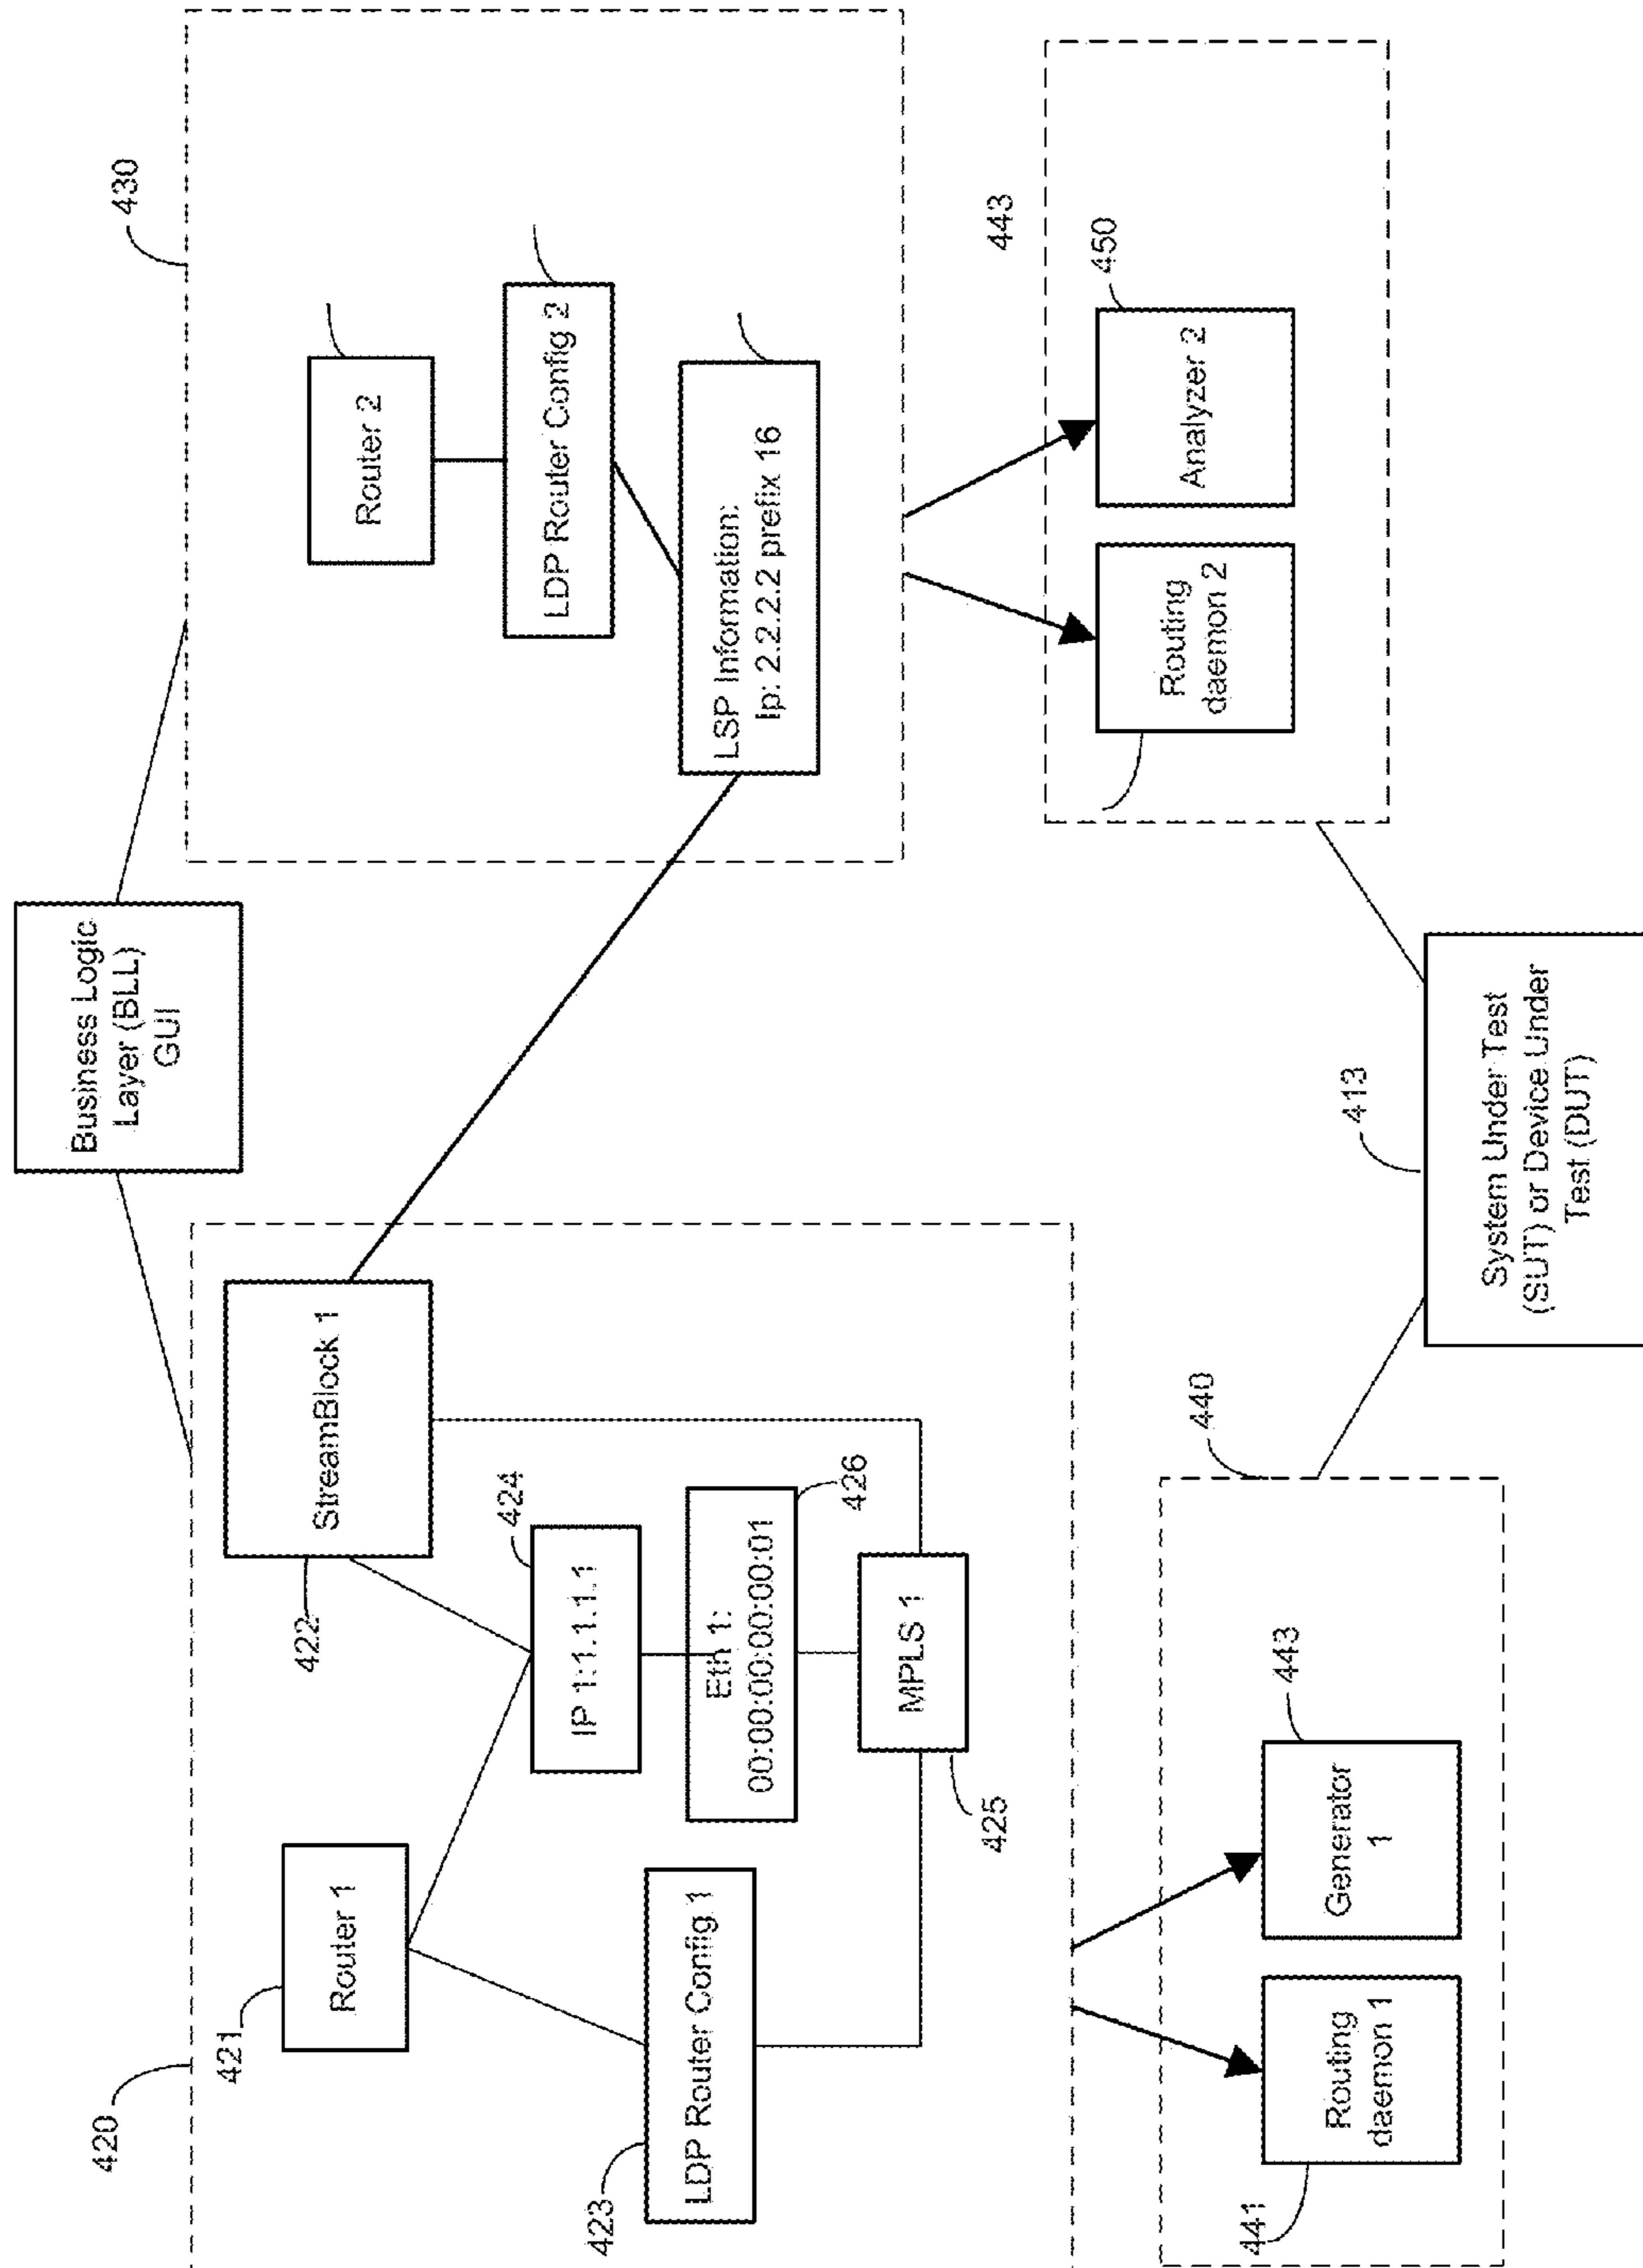 Business Logic
Layer (BLL)
GUI
420
430
421
Router 1
StreamBlock 1
422
424
IP 1:1.1.1.1
423
LDP Router Config 1
Eth 1:
00:00:00:00:00:01
426
MPLS 1
425
Router 2
LDP Router Config 2
LSP Information:
Ip: 2.2.2.2 prefix 16
440
441
Routing
daemon 1
443
Generator
1
413
System Under Test
(SUT) or Device Under
Test (DUT)
443
Routing
daemon 2
450
Analyzer 2